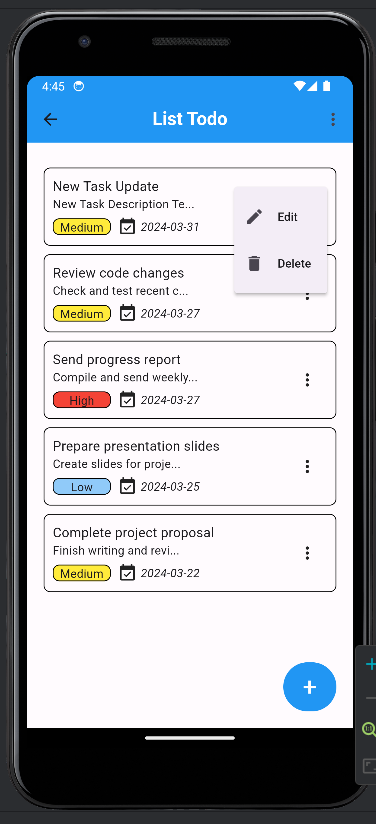 4:45
List Todo
New Task Update
New Task Description Te...
Medium
2024-03-31
Edit
Delete
Review code changes
Check and test recent c...
Medium
2024-03-27
Send progress report
Compile and send weekly...
High
2024-03-27
Prepare presentation slides
Create slides for proje...
Low
2024-03-25
Complete project proposal
Finish writing and revi...
Medium
2024-03-22